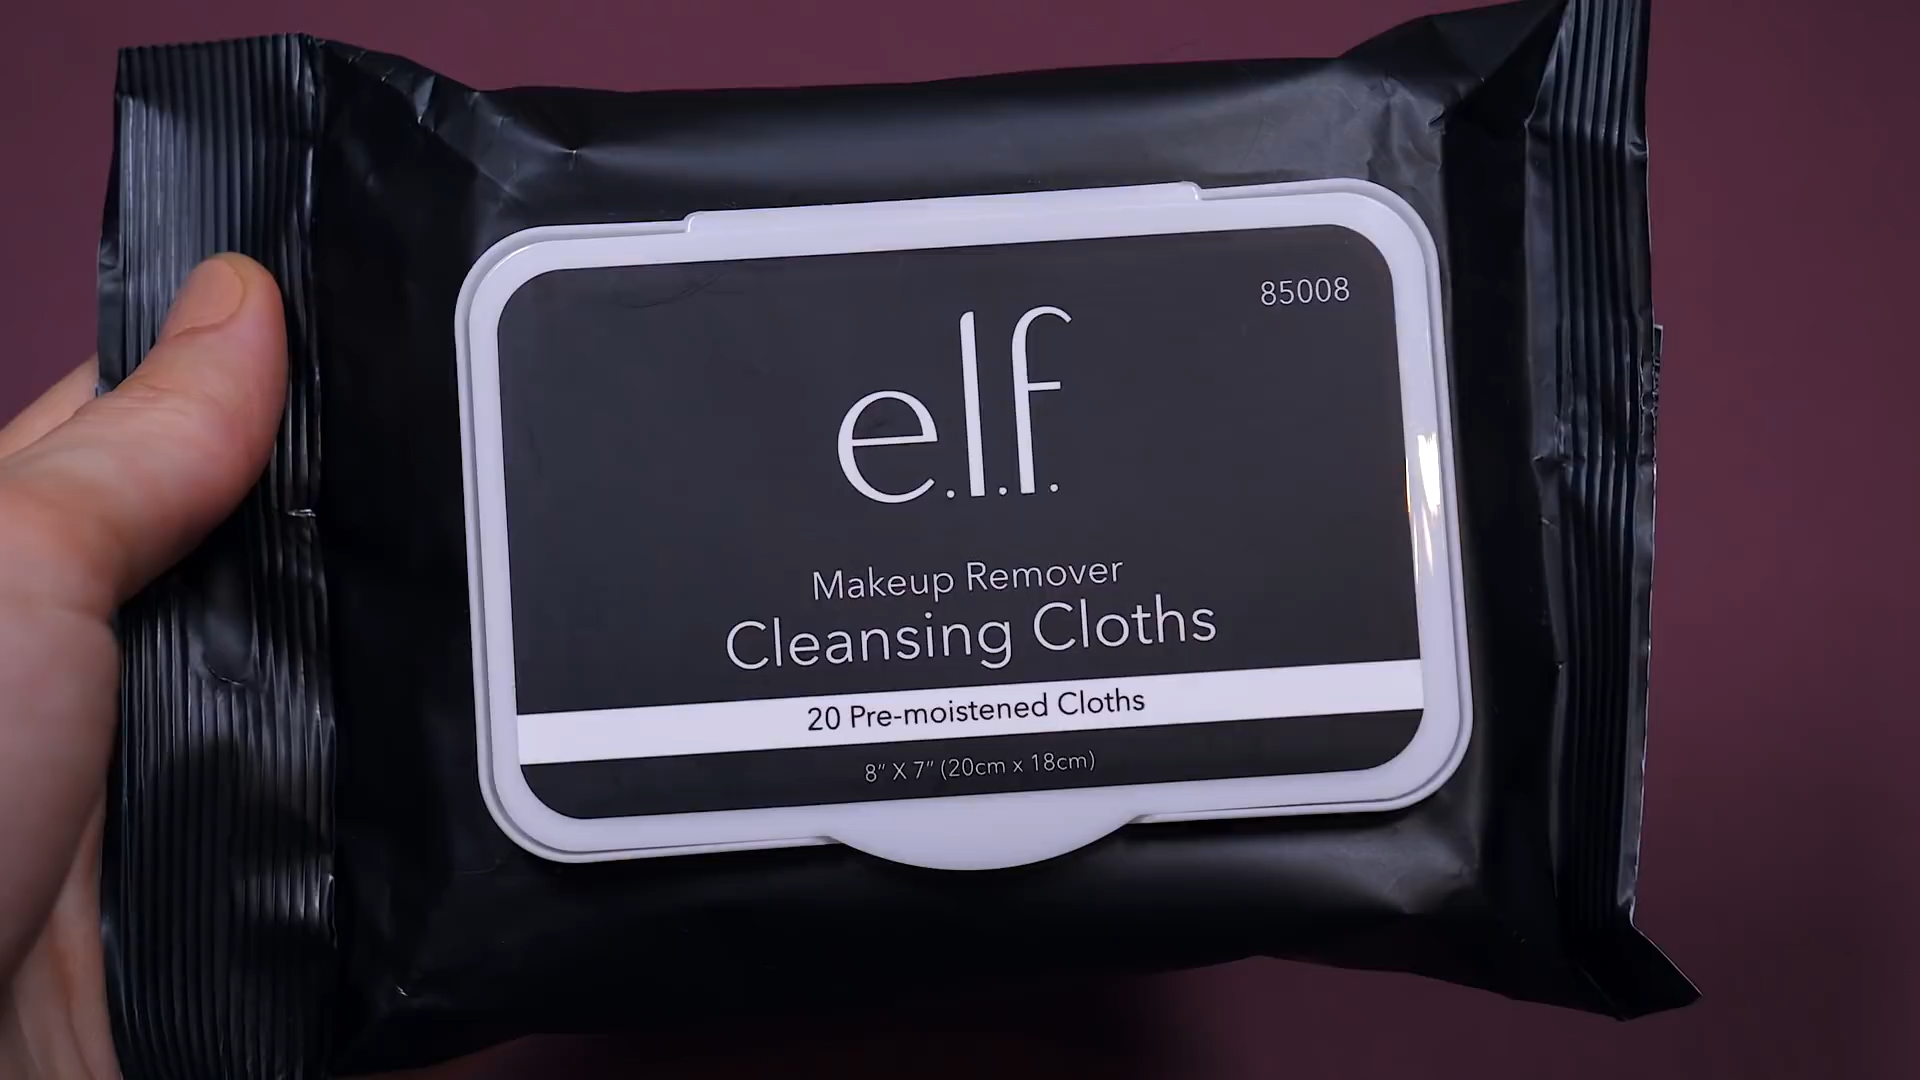 85008
e.l.f.
Makeup Remover
Cleansing Cloths
20 Pre-moistened Cloths
8” X 7” (20cm x 18cm)